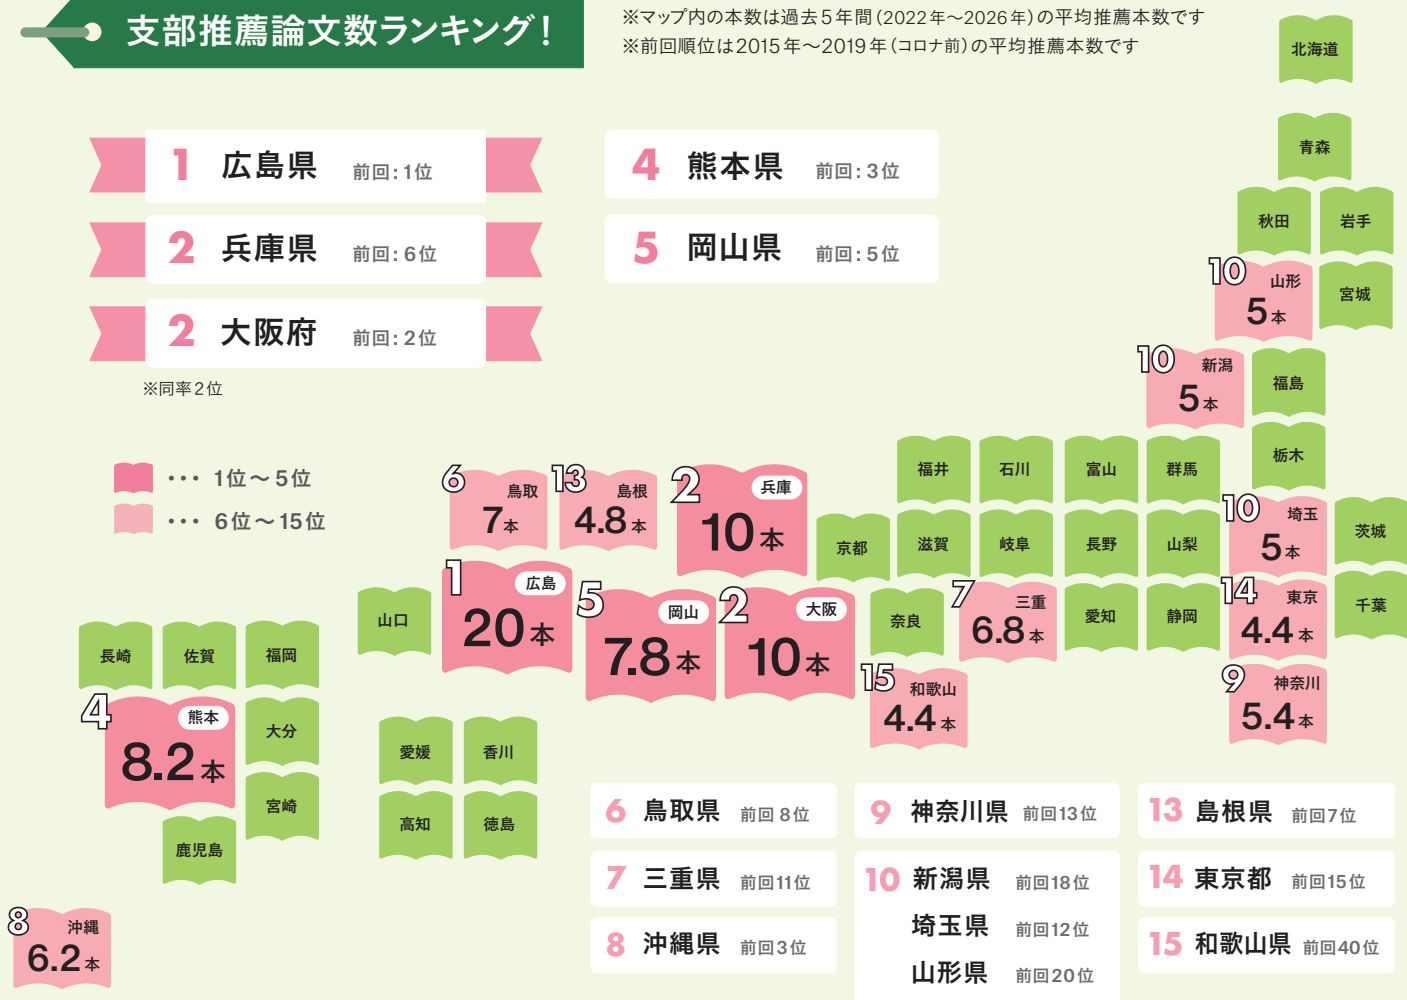 支部推薦論文数ランキング!
※マップ内の本数は過去5年間(2022年〜2026年)の平均推薦本数です
※前回順位は2015年〜2019年(コロナ前)の平均推薦本数です
1 広島県 前回:1位
2 兵庫県 前回:6位
2 大阪府 前回:2位
※同率2位
4 熊本県 前回:3位
5 岡山県 前回:5位
・・・ 1位〜5位
・・・ 6位〜15位
北海道
青森
秋田
岩手
10 山形
5本
宮城
10 新潟
5本
福島
栃木
福井
石川
富山
群馬
6 鳥取
7本
13 島根
4.8本
2 兵庫
10本
京都
滋賀
岐阜
長野
山梨
10 埼玉
5本
茨城
山口
1 広島
20本
5 岡山
7.8本
2 大阪
10本
奈良
7 三重
6.8本
愛知
静岡
14 東京
4.4本
千葉
15 和歌山
4.4本
9 神奈川
5.4本
長崎
佐賀
福岡
4 熊本
8.2本
大分
宮崎
鹿児島
愛媛
香川
高知
徳島
8 沖縄
6.2本
6 鳥取県 前回8位
7 三重県 前回11位
8 沖縄県 前回3位
9 神奈川県 前回13位
10 新潟県 前回18位
埼玉県 前回12位
山形県 前回20位
13 島根県 前回7位
14 東京都 前回15位
15 和歌山県 前回40位